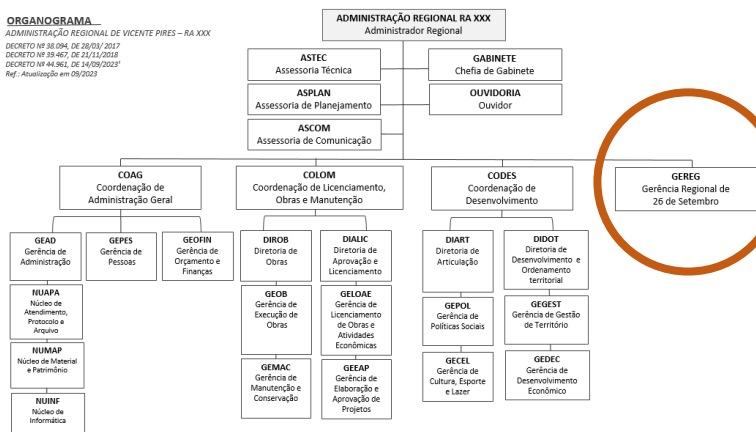 ORGANOGRAMA
ADMINISTRAÇÃO REGIONAL DE VICENTE PIRES – RA XXX
DECRETO Nº 38.094, DE 28/03/ 2017
DECRETO Nº 39.467, DE 21/11/2018
DECRETO Nº 44.961, DE 14/09/2023¹
Ref.: Atualização em 09/2023
ADMINISTRAÇÃO REGIONAL RA XXX
Administrador Regional
ASTEC
Assessoria Técnica
GABINETE
Chefia de Gabinete
ASPLAN
Assessoria de Planejamento
OUVIDORIA
Ouvidor
ASCOM
Assessoria de Comunicação
COAG
Coordenação de
Administração Geral
COLOM
Coordenação de Licenciamento,
Obras e Manutenção
CODES
Coordenação de
Desenvolvimento
GEREG
Gerência Regional de
26 de Setembro
GEAD
Gerência de
Administração
GEPES
Gerência de
Pessoas
GEOFIN
Gerência de
Orçamento e
Finanças
NUAPA
Núcleo de
Atendimento,
Protocolo e
Arquivo
NUMAP
Núcleo de Material
e Patrimônio
NUINF
Núcleo de
Informática
DIROB
Diretoria de
Obras
DIALIC
Diretoria de
Aprovação e
Licenciamento
GEOB
Gerência de
Execução de
Obras
GELOAE
Gerência de
Licenciamento
de Obras e
Atividades
Econômicas
GEMAC
Gerência de
Manutenção e
Conservação
GEEAP
Gerência de
Elaboração e
Aprovação de
Projetos
DIART
Diretoria de
Articulação
DIDOT
Diretoria de
Desenvolvimento e
Ordenamento
territorial
GEPOL
Gerência de
Políticas Sociais
GEGEST
Gerência de Gestão
de Território
GECEL
Gerência de
Cultura, Esporte
e Lazer
GEDEC
Gerência de
Desenvolvimento
Econômico